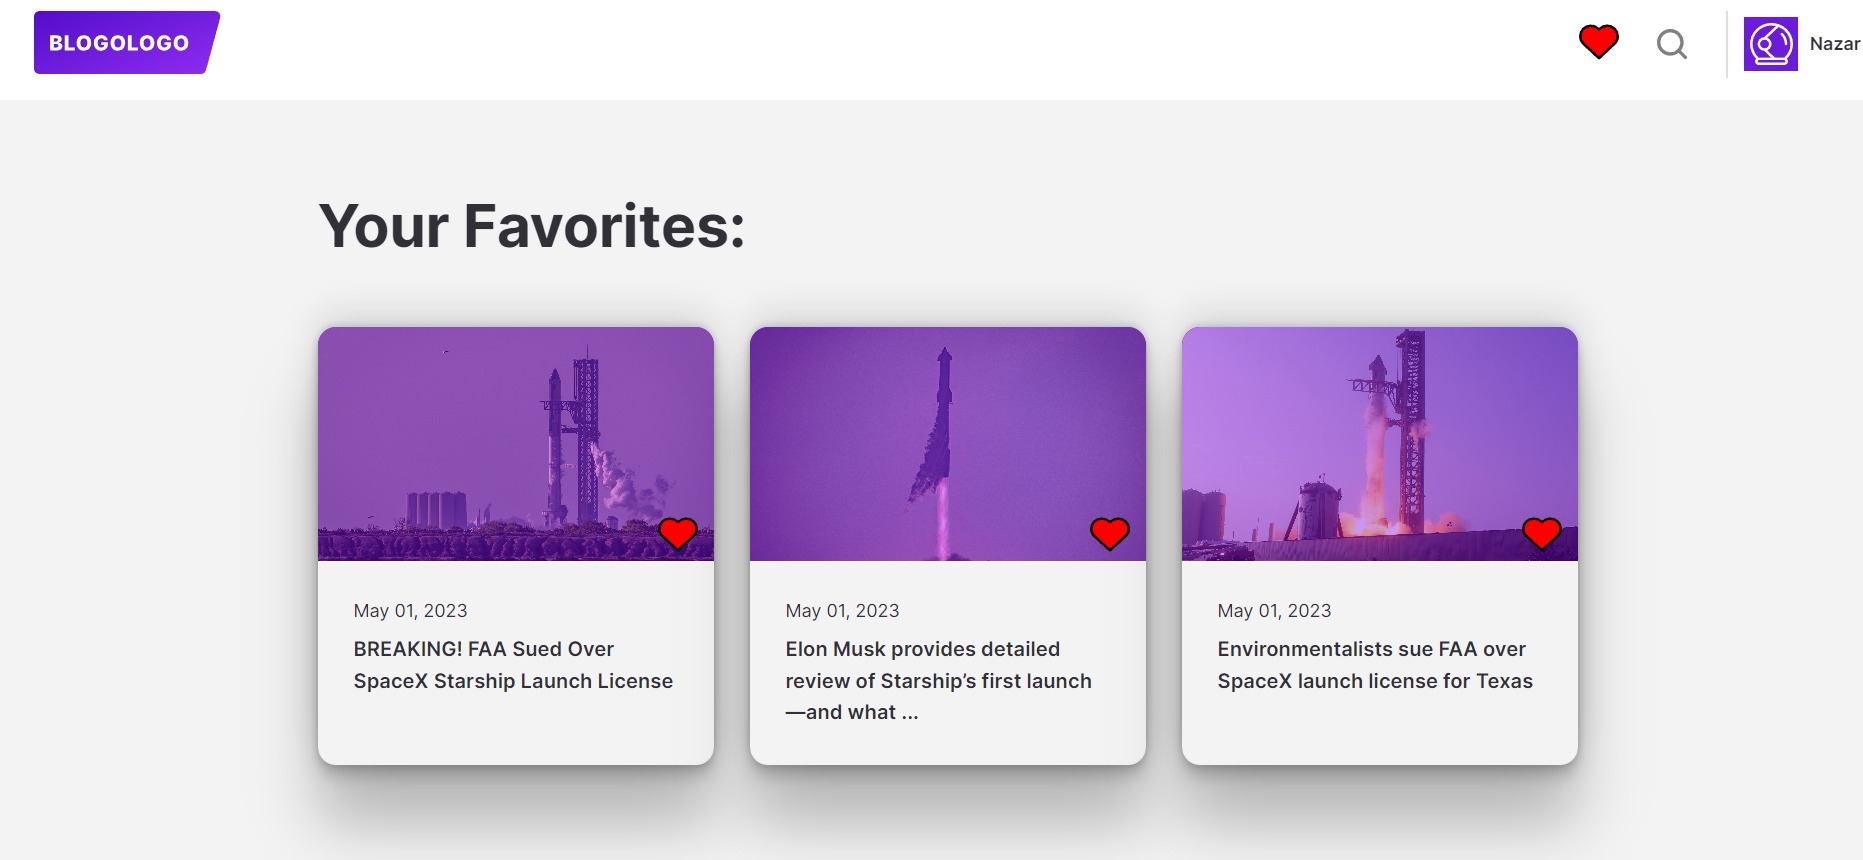 BLOGOLOGO
Nazar
Your Favorites:
May 01, 2023
BREAKING! FAA Sued Over
SpaceX Starship Launch License
May 01, 2023
Elon Musk provides detailed
review of Starship’s first launch
—and what ...
May 01, 2023
Environmentalists sue FAA over
SpaceX launch license for Texas